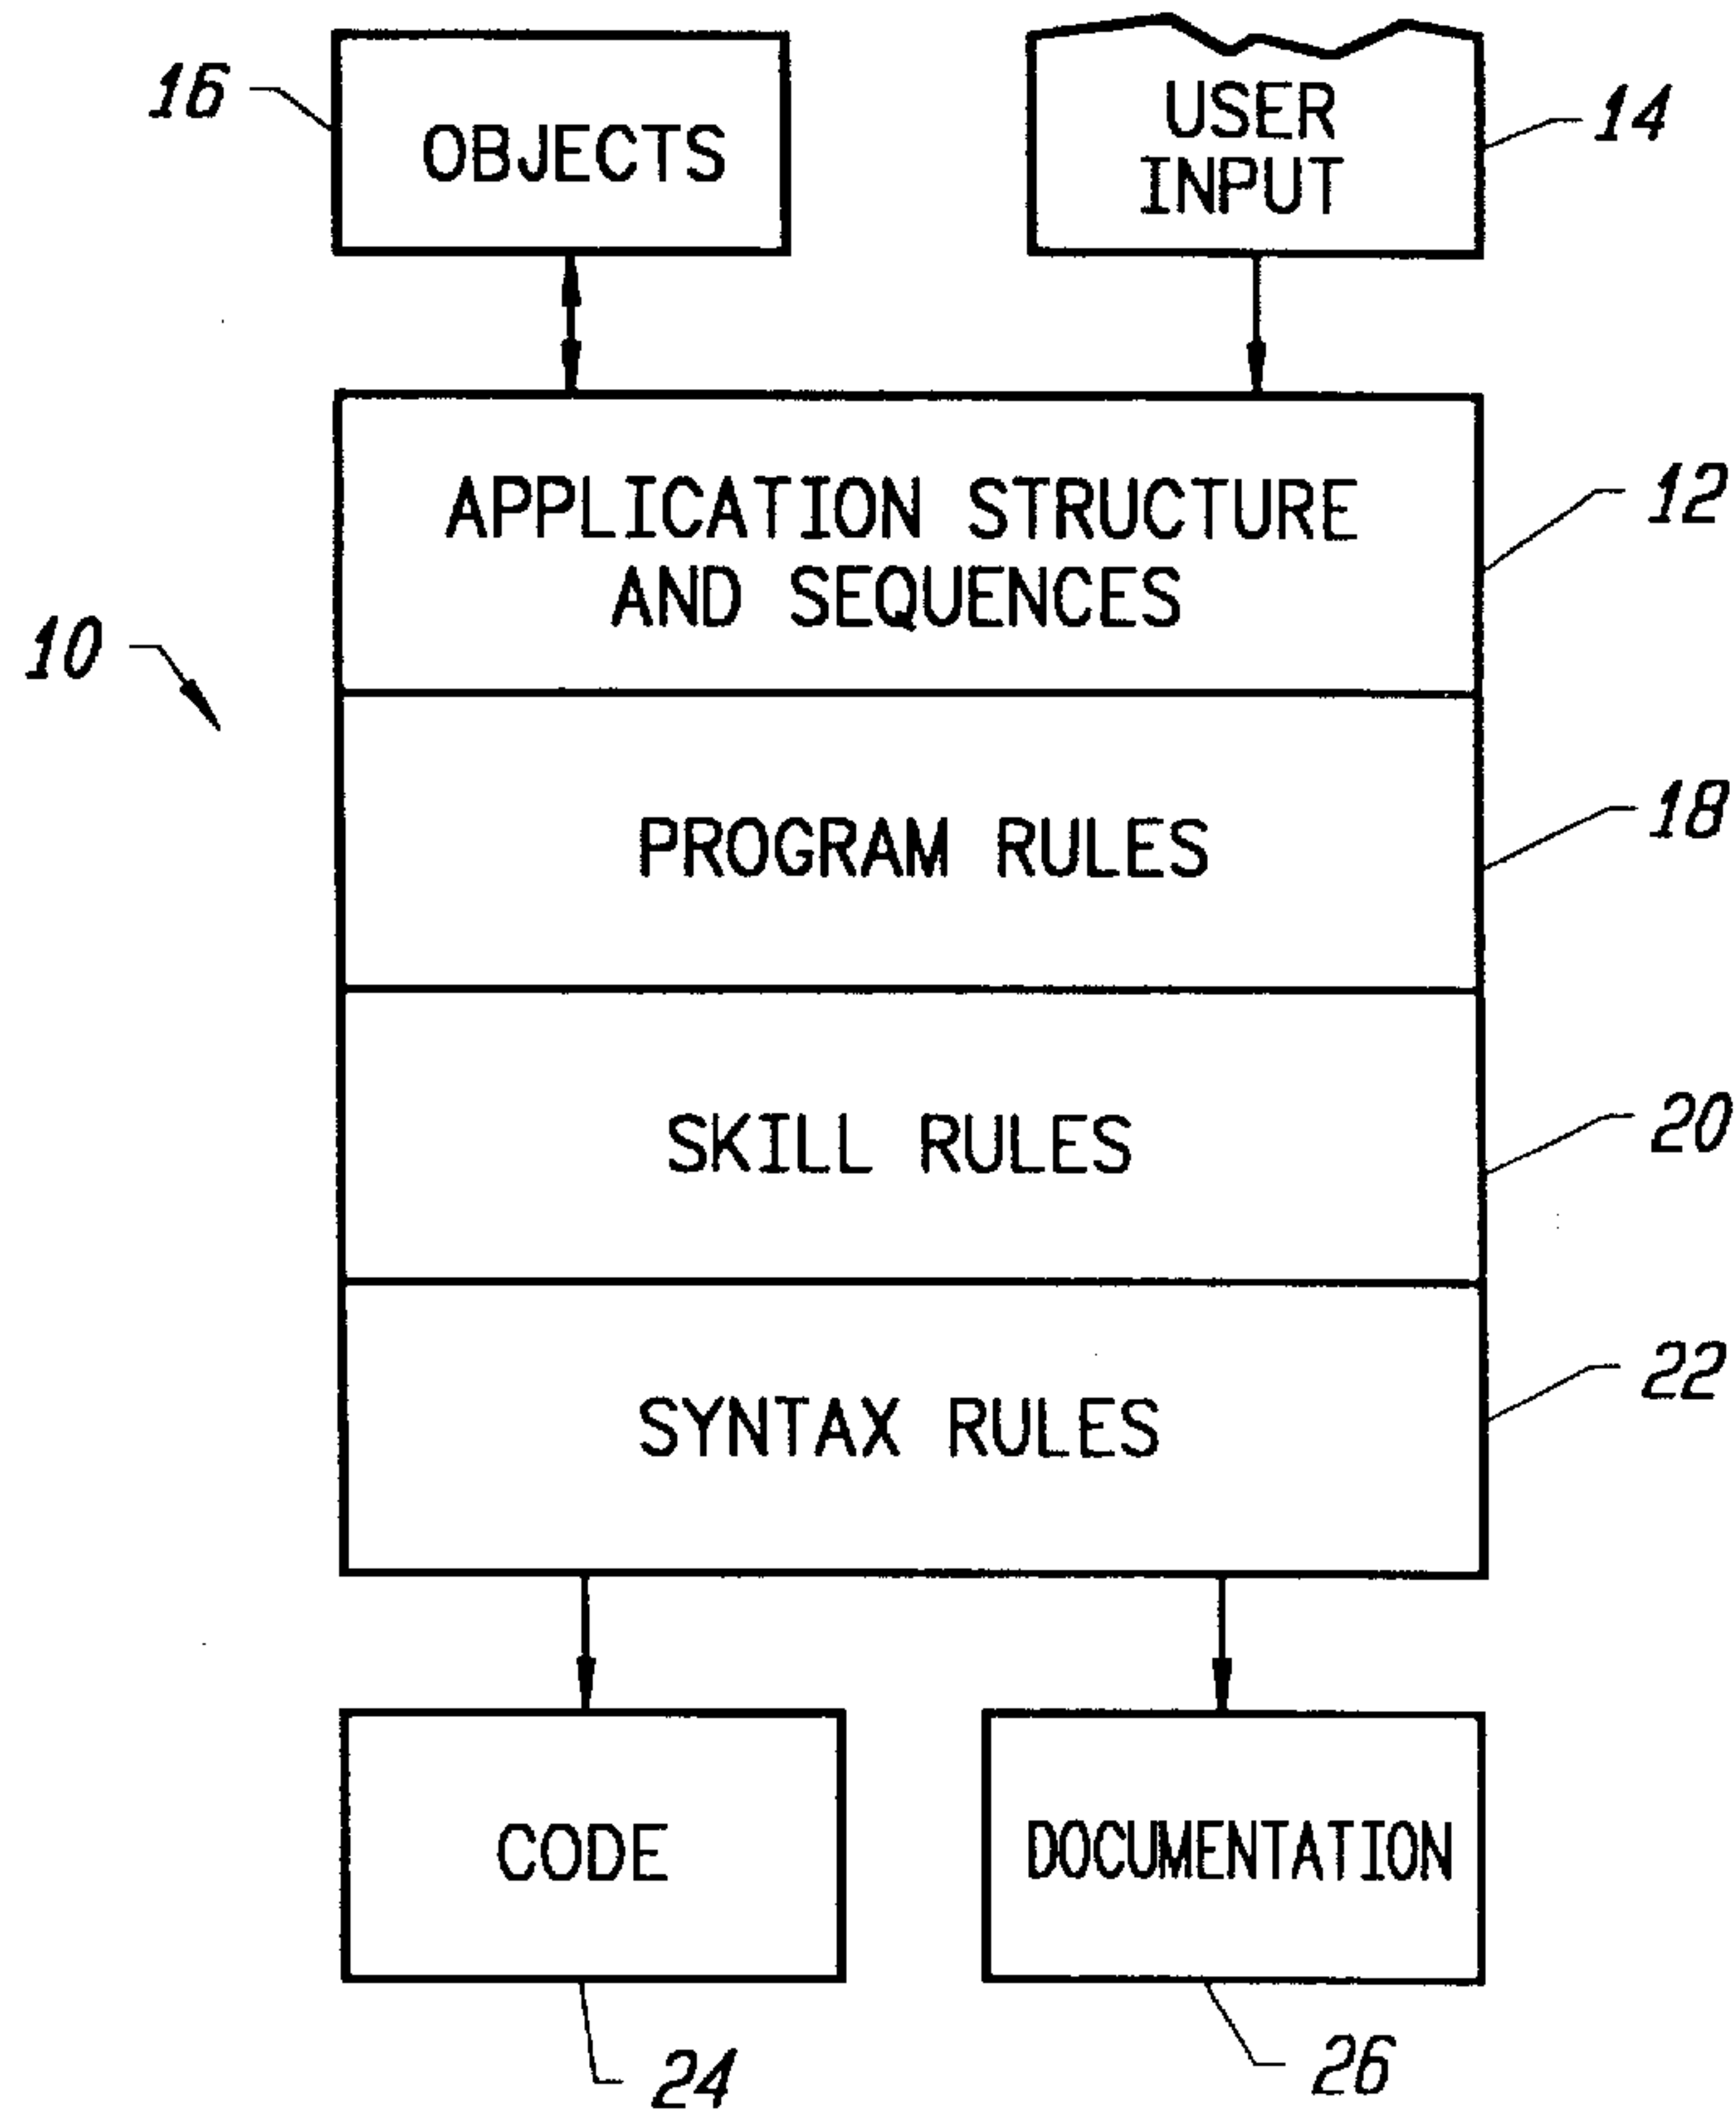 16
OBJECTS
USER
INPUT
14
APPLICATION STRUCTURE
AND SEQUENCES
12
10
PROGRAM RULES
18
SKILL RULES
20
SYNTAX RULES
22
CODE
DOCUMENTATION
24
26